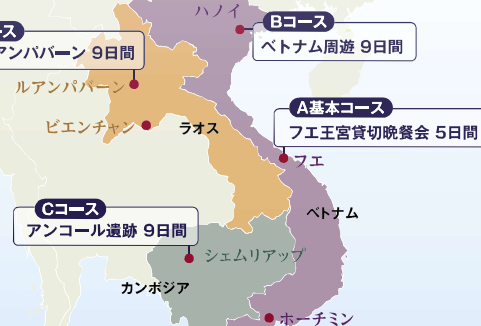 ハノイ
Bコース
ベトナム周遊 9日間
ース
アンパバーン 9日間
ルアンパバーン
A基本コース
フエ王宮貸切晩餐会 5日間
ビエンチャン
ラオス
フエ
Cコース
アンコール遺跡 9日間
ベトナム
シェムリアップ
カンボジア
ホーチミン